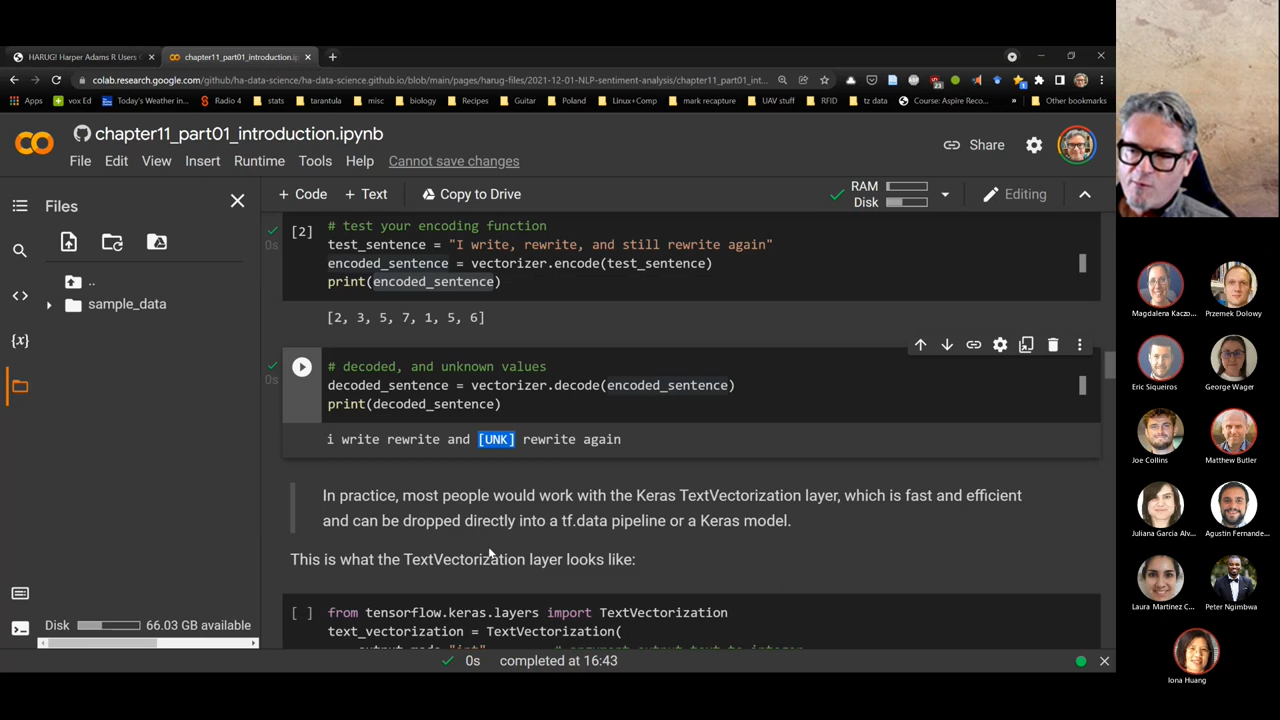 HARUG! Harper Adams R Users
chapter11_part01_introduction.ip
colab.research.google.com/github/ha-data-science/ha-data-science.github.io/blob/main/pages/harug-files/2021-12-01-NLP-sentiment-analysis/chapter11_part01_int...
Apps vox Ed Today's Weather in... Radio 4 stats tarantula misc biology Recipes Guitar Poland Linux+Comp mark recapture UAV stuff RFID tz data Course: Aspire Reco... » Other bookmarks
chapter11_part01_introduction.ipynb
Share
File Edit View Insert Runtime Tools Help Cannot save changes
Files
+ Code + Text Copy to Drive
RAM
Disk
Editing
..
sample_data
[2]
0s
# test your encoding function
test_sentence = "I write, rewrite, and still rewrite again"
encoded_sentence = vectorizer.encode(test_sentence)
print(encoded_sentence)
[2, 3, 5, 7, 1, 5, 6]
0s
# decoded, and unknown values
decoded_sentence = vectorizer.decode(encoded_sentence)
print(decoded_sentence)
i write rewrite and [UNK] rewrite again
In practice, most people would work with the Keras TextVectorization layer, which is fast and efficient
and can be dropped directly into a tf.data pipeline or a Keras model.
This is what the TextVectorization layer looks like:
[ ]
from tensorflow.keras.layers import TextVectorization
text_vectorization = TextVectorization(
Disk 66.03 GB available
0s completed at 16:43
Magdalena Kaczo...
Przemek Dolowy
Eric Siqueiros
George Wager
Joe Collins
Matthew Butler
Juliana Garcia Alv...
Agustin Fernande...
Laura Martinez C...
Peter Ngimbwa
Iona Huang